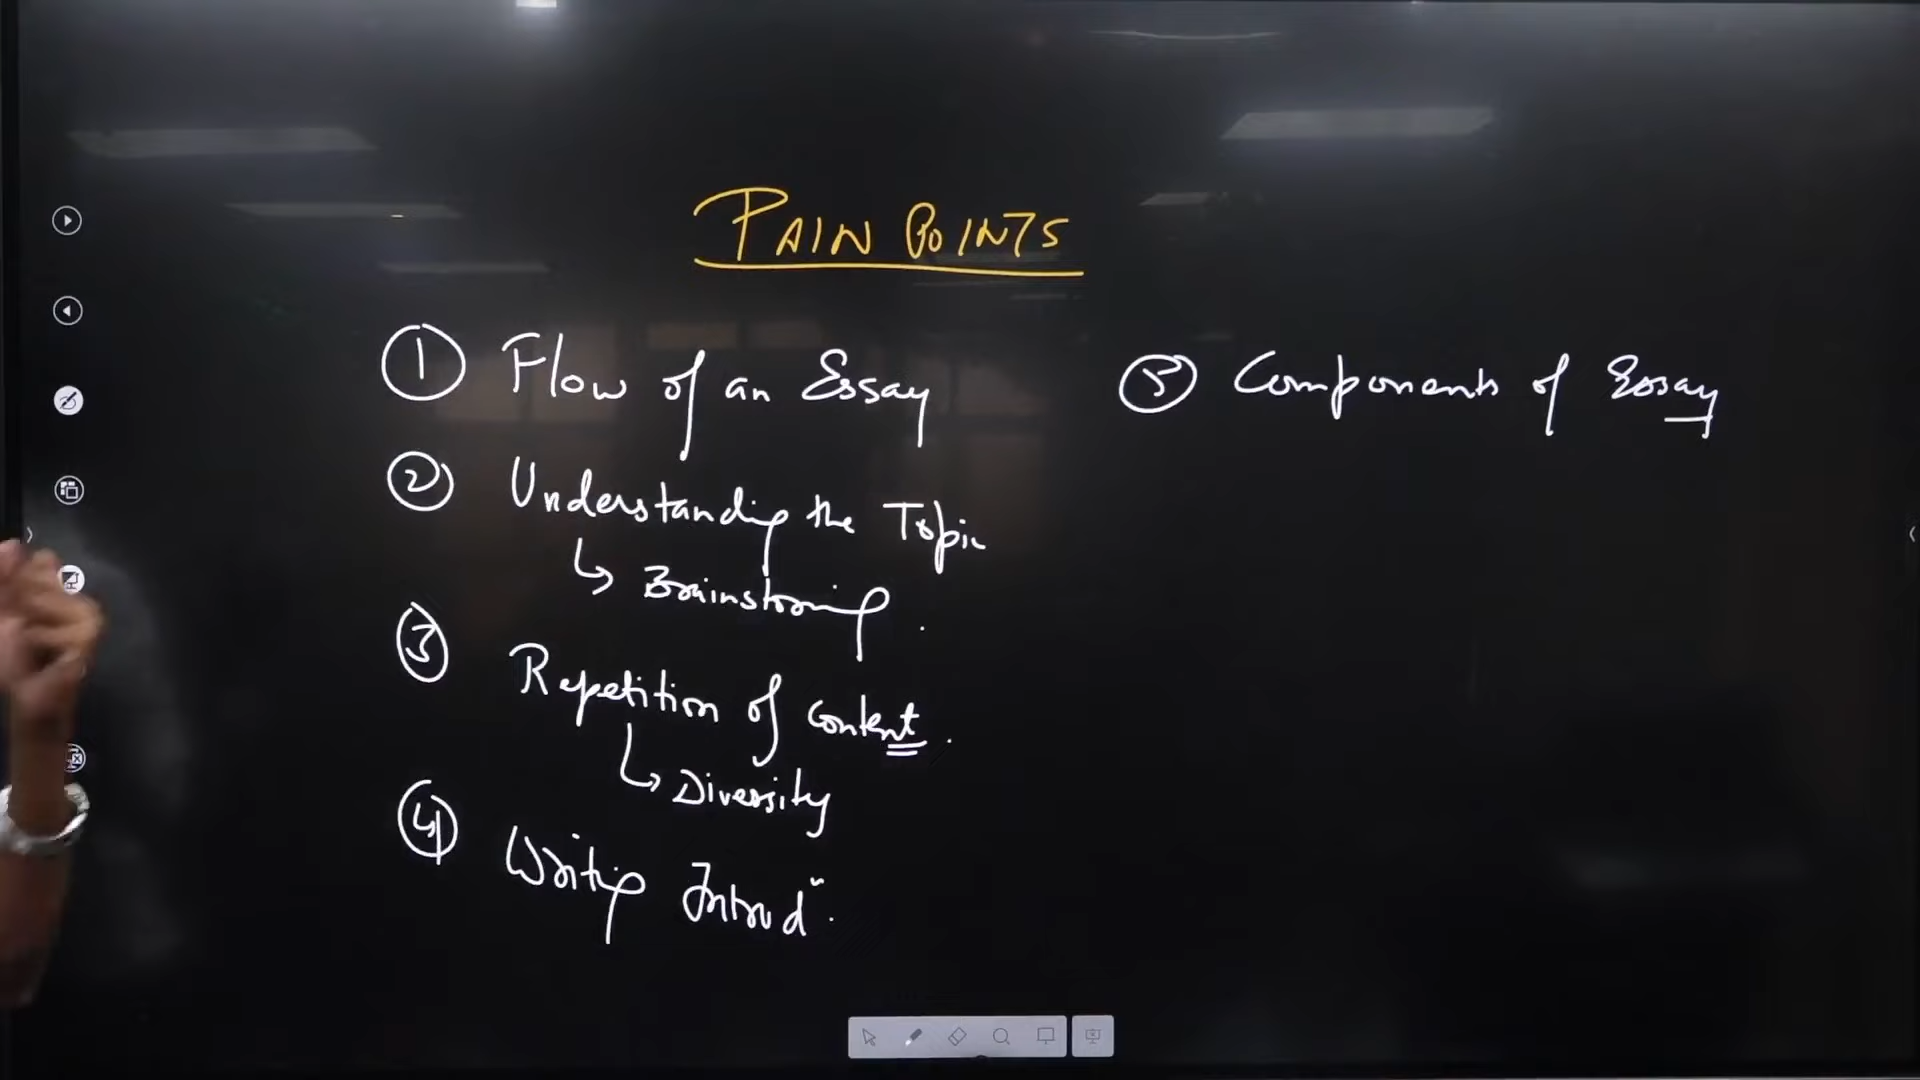 PAIN POINTS
① Flow of an Essay
② Understanding the Topic
↳ Brainstorming
③ Repetition of content.
↳ Diversity
④ Writing Introdⁿ.
⑤ Components of Essay